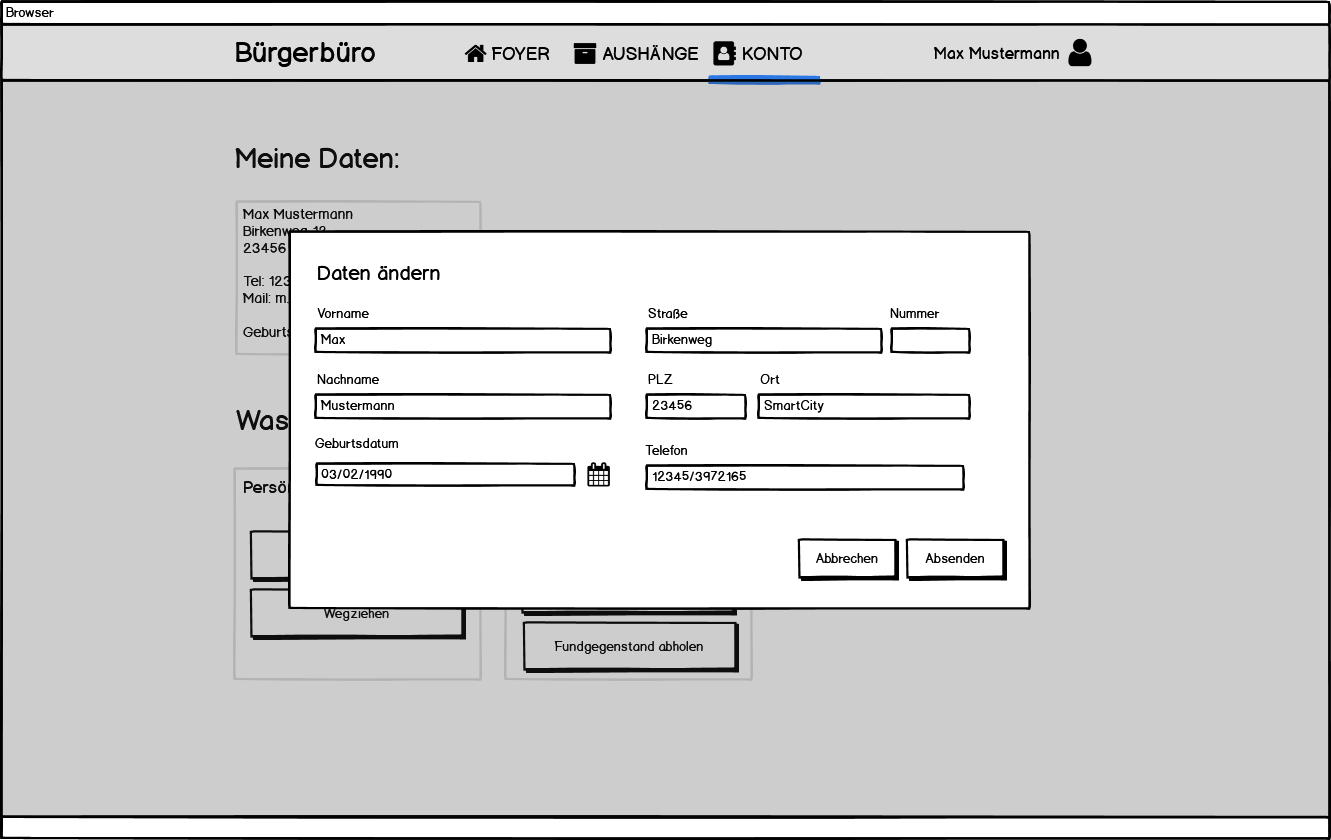 Browser
Bürgerbüro FOYER AUSHÄNGE KONTO Max Mustermann
Meine Daten:
Max Mustermann
Birkenweg 12
23456
Tel: 123
Mail: m.
Geburts
Daten ändern
Vorname
Max
Straße
Birkenweg
Nummer
Nachname
Mustermann
PLZ
23456
Ort
SmartCity
Geburtsdatum
03/02/1990
Telefon
12345/3972165
Abbrechen
Absenden
Was
Persö
Wegziehen
Fundgegenstand abholen